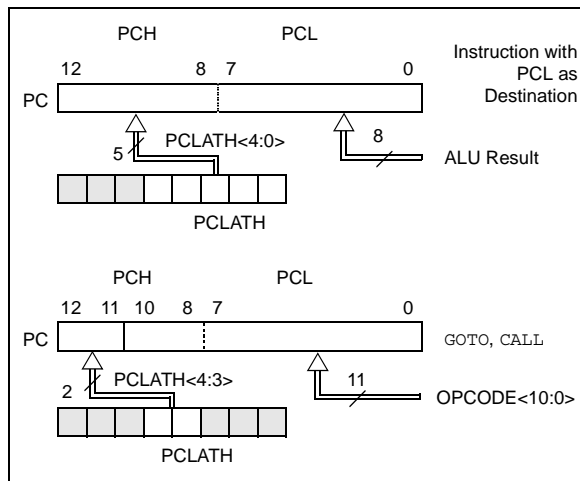 PCH PCL
12 8 7 0
Instruction with
PCL as
Destination
PC
5 PCLATH<4:0> 8
ALU Result
PCLATH
PCH PCL
12 11 10 8 7 0
PC
GOTO, CALL
2 PCLATH<4:3> 11
OPCODE<10:0>
PCLATH